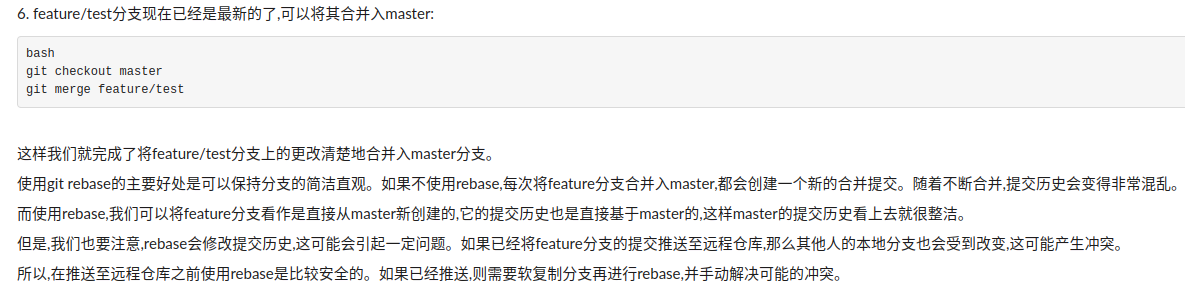 6. feature/test分支现在已经是最新的了,可以将其合并入master:
bash
git checkout master
git merge feature/test
这样我们就完成了将feature/test分支上的更改清楚地合并入master分支。
使用git rebase的主要好处是可以保持分支的简洁直观。如果不使用rebase,每次将feature分支合并入master,都会创建一个新的合并提交。随着不断合并,提交历史会变得非常混乱。
而使用rebase,我们可以将feature分支看作是直接从master新创建的,它的提交历史也是直接基于master的,这样master的提交历史看上去就很整洁。
但是,我们也要注意,rebase会修改提交历史,这可能会引起一定问题。如果已经将feature分支的提交推送至远程仓库,那么其他人的本地分支也会受到改变,这可能产生冲突。
所以,在推送至远程仓库之前使用rebase是比较安全的。如果已经推送,则需要软复制分支再进行rebase,并手动解决可能的冲突。